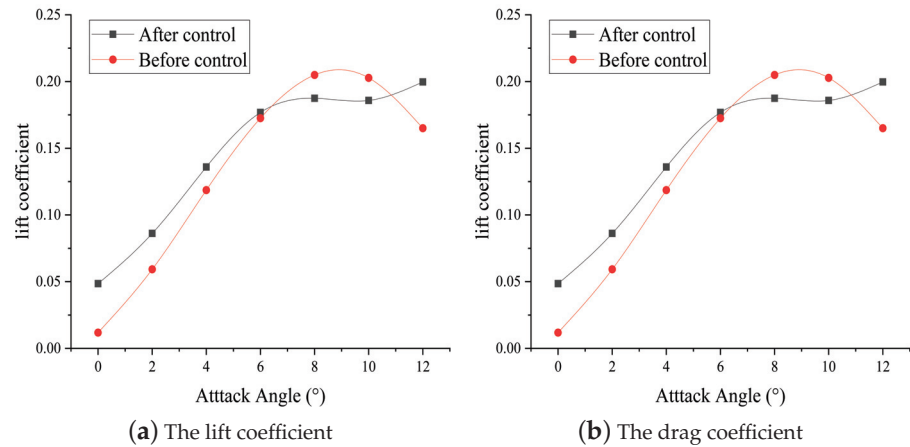 0.25
After control
Before control
0.20
0.15
0.10
0.05
0.00
lift coefficient
0 2 4 6 8 10 12
Atttack Angle (°)
(a) The lift coefficient
0.25
After control
Before control
0.20
0.15
0.10
0.05
0.00
lift coefficient
0 2 4 6 8 10 12
Atttack Angle (°)
(b) The drag coefficient